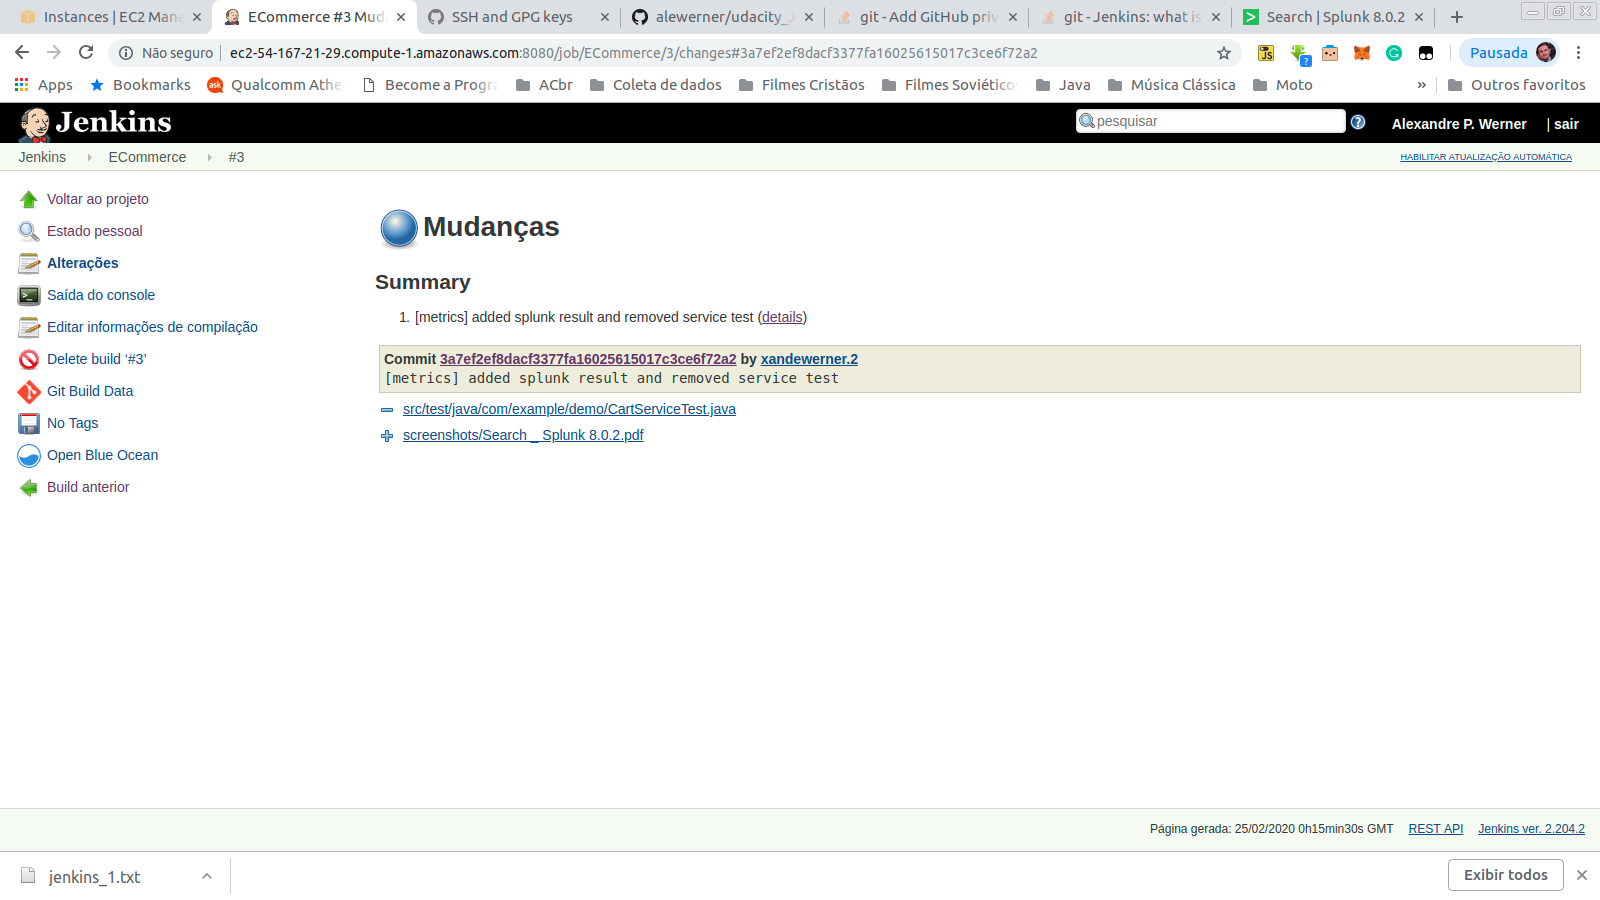 Instances | EC2 Mana
ECommerce #3 Mud
SSH and GPG keys
alewerner/udacity_J
git - Add GitHub priv
git - Jenkins: what is
Search | Splunk 8.0.2
Não seguro
ec2-54-167-21-29.compute-1.amazonaws.com:8080/job/ECommerce/3/changes#3a7ef2ef8dacf3377fa16025615017c3ce6f72a2
JS
?
Pausada
Apps
Bookmarks
ask
Qualcomm Athe
Become a Progra
ACbr
Coleta de dados
Filmes Cristãos
Filmes Soviético
Java
Música Clássica
Moto
»
Outros favoritos
Jenkins
pesquisar
?
Alexandre P. Werner
| sair
Jenkins
ECommerce
#3
HABILITAR ATUALIZAÇÃO AUTOMÁTICA
Voltar ao projeto
Estado pessoal
Alterações
Saída do console
Editar informações de compilação
Delete build ‘#3’
Git Build Data
No Tags
Open Blue Ocean
Build anterior
Mudanças
Summary
1. [metrics] added splunk result and removed service test (details)
Commit 3a7ef2ef8dacf3377fa16025615017c3ce6f72a2 by xandewerner.2
[metrics] added splunk result and removed service test
src/test/java/com/example/demo/CartServiceTest.java
screenshots/Search _ Splunk 8.0.2.pdf
Página gerada: 25/02/2020 0h15min30s GMT
REST API
Jenkins ver. 2.204.2
jenkins_1.txt
Exibir todos